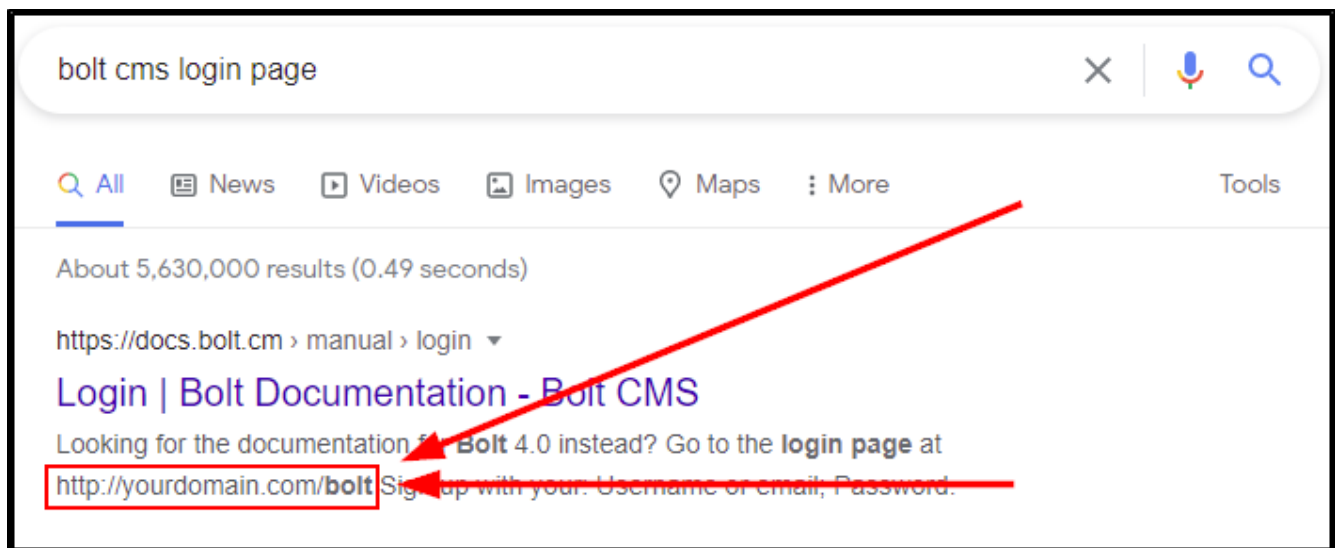 bolt cms login page
All News Videos Images Maps More Tools
About 5,630,000 results (0.49 seconds)
https://docs.bolt.cm › manual › login
Login | Bolt Documentation - Bolt CMS
Looking for the documentation for Bolt 4.0 instead? Go to the login page at
http://yourdomain.com/bolt Sign up with your: Username or email; Password.